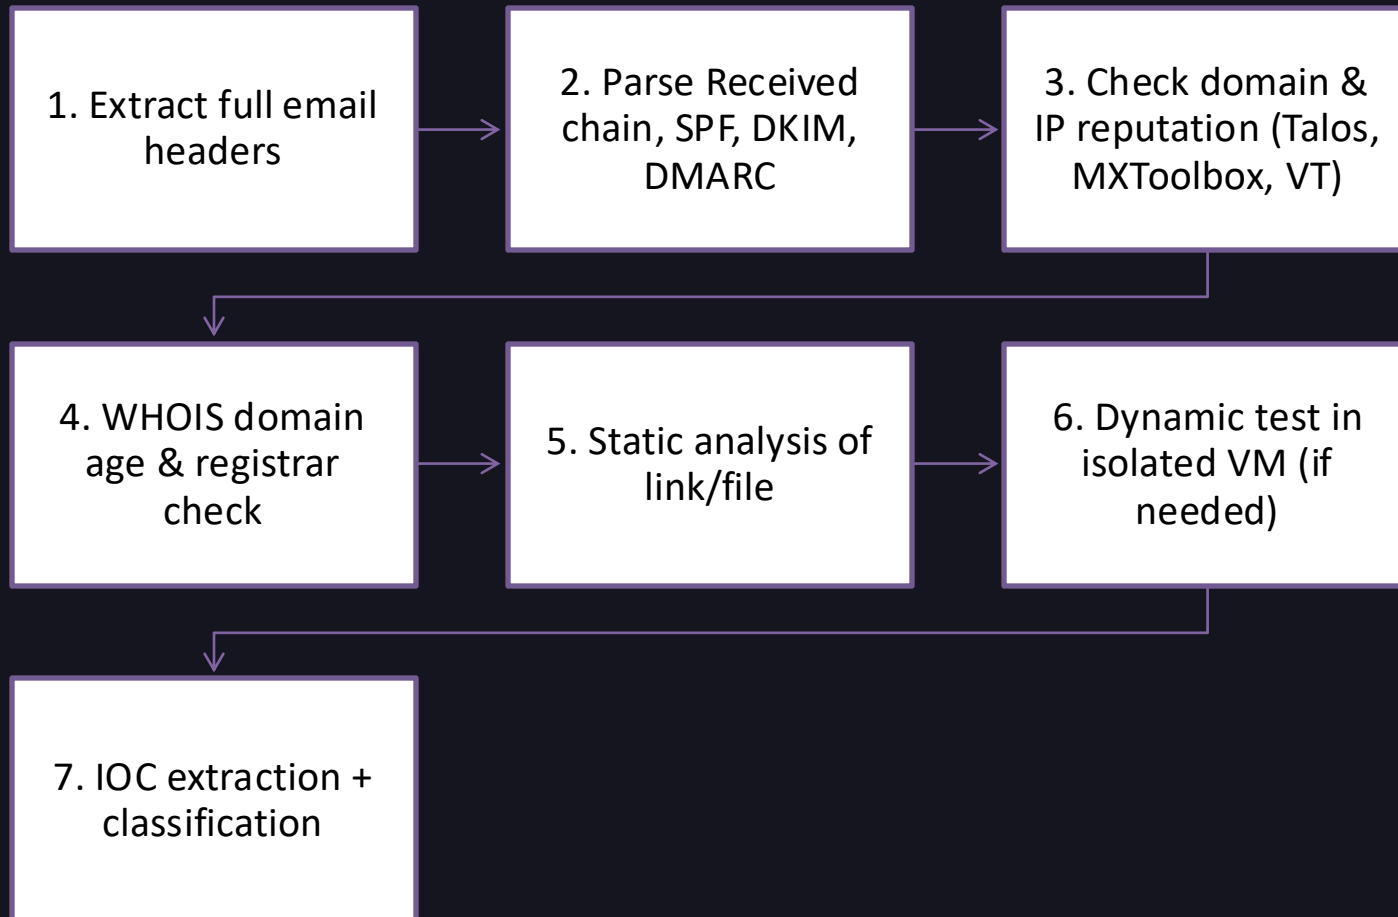 1. Extract full email
headers
2. Parse Received
chain, SPF, DKIM,
DMARC
3. Check domain &
IP reputation (Talos,
MXToolbox, VT)
4. WHOIS domain
age & registrar
check
5. Static analysis of
link/file
6. Dynamic test in
isolated VM (if
needed)
7. IOC extraction +
classification